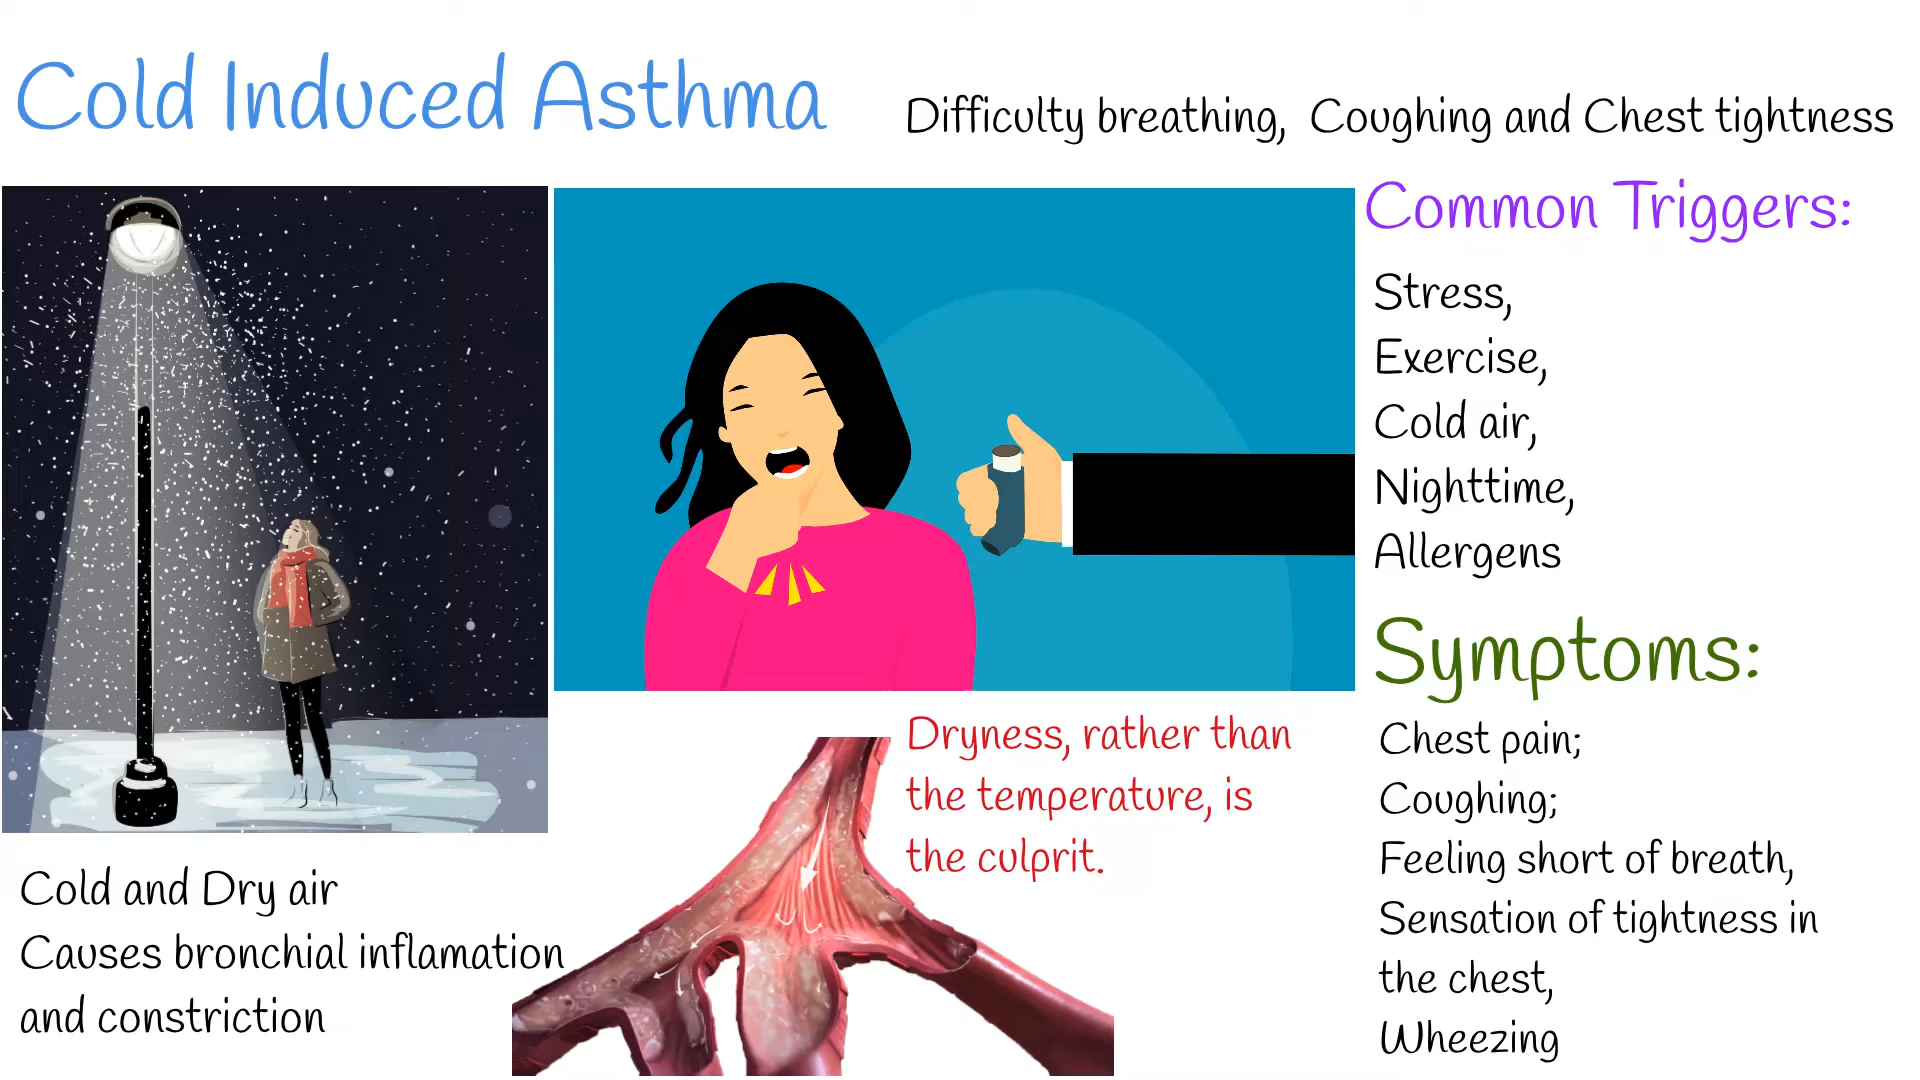 Cold Induced Asthma
Difficulty breathing, Coughing and Chest tightness
Common Triggers:
Stress,
Exercise,
Cold air,
Nighttime,
Allergens
Symptoms:
Chest pain;
Coughing;
Feeling short of breath,
Sensation of tightness in
the chest,
Wheezing
Dryness, rather than
the temperature, is
the culprit.
Cold and Dry air
Causes bronchial inflamation
and constriction